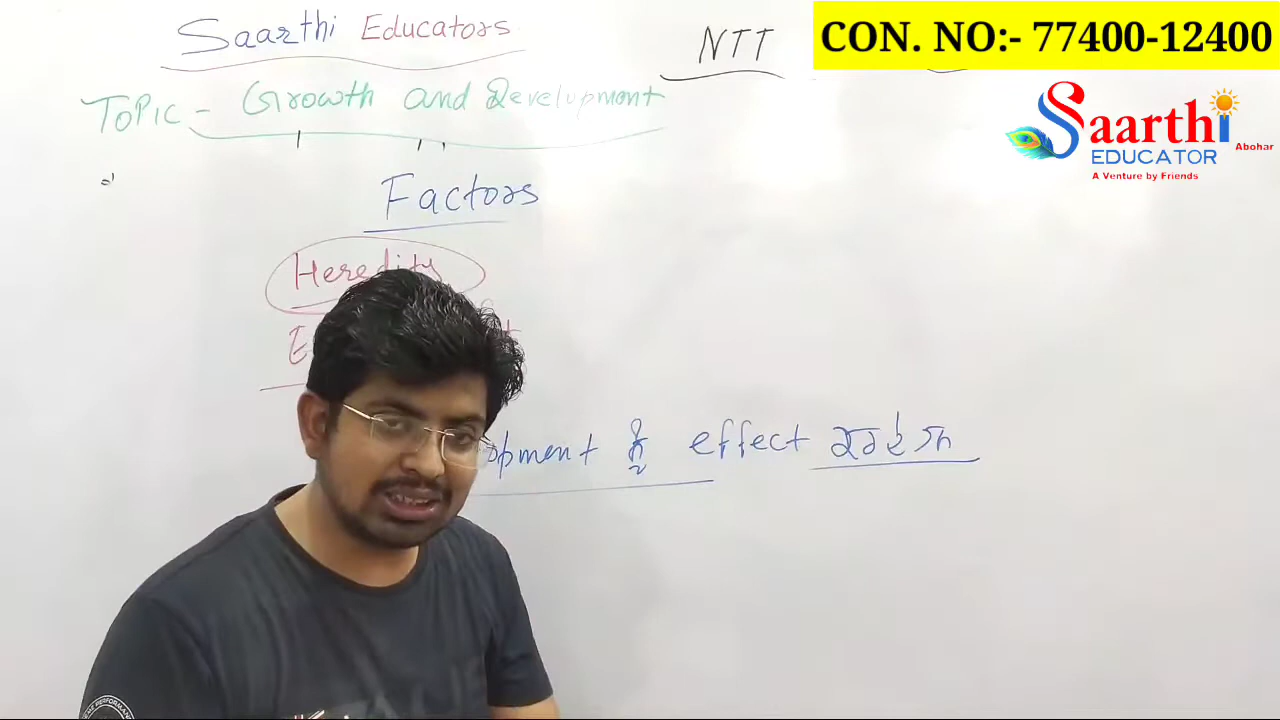 Saarthi Educators
NTT
CON. NO:- 77400-12400
Topic - Growth and Development
Saarthi
Abohar
EDUCATOR
A Venture by Friends
Factors
Heredity
opment ਨੂੰ effect ਕਰਦੇ ਨੇ